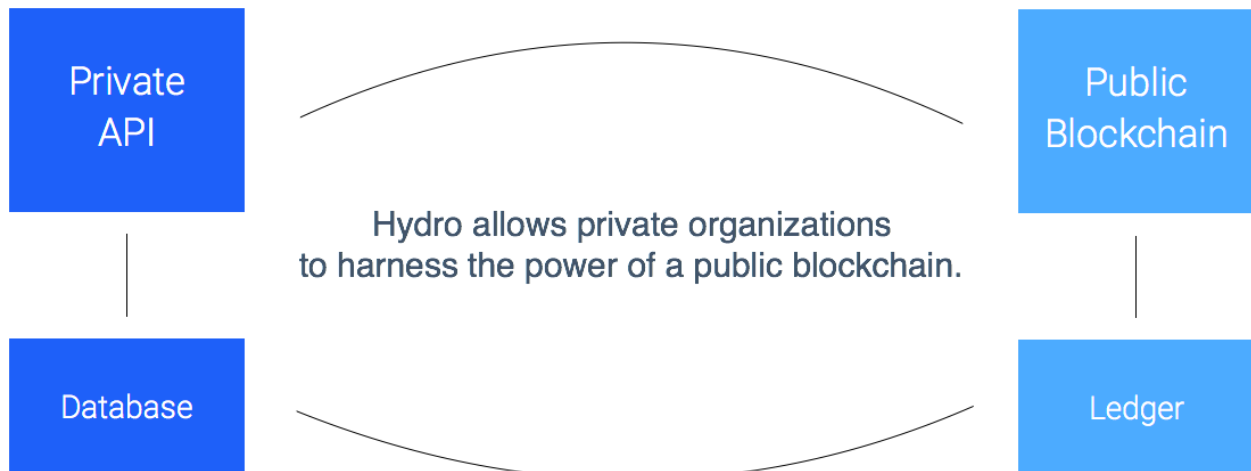 Private
API
Public
Blockchain
Hydro allows private organizations
to harness the power of a public blockchain.
Database
Ledger